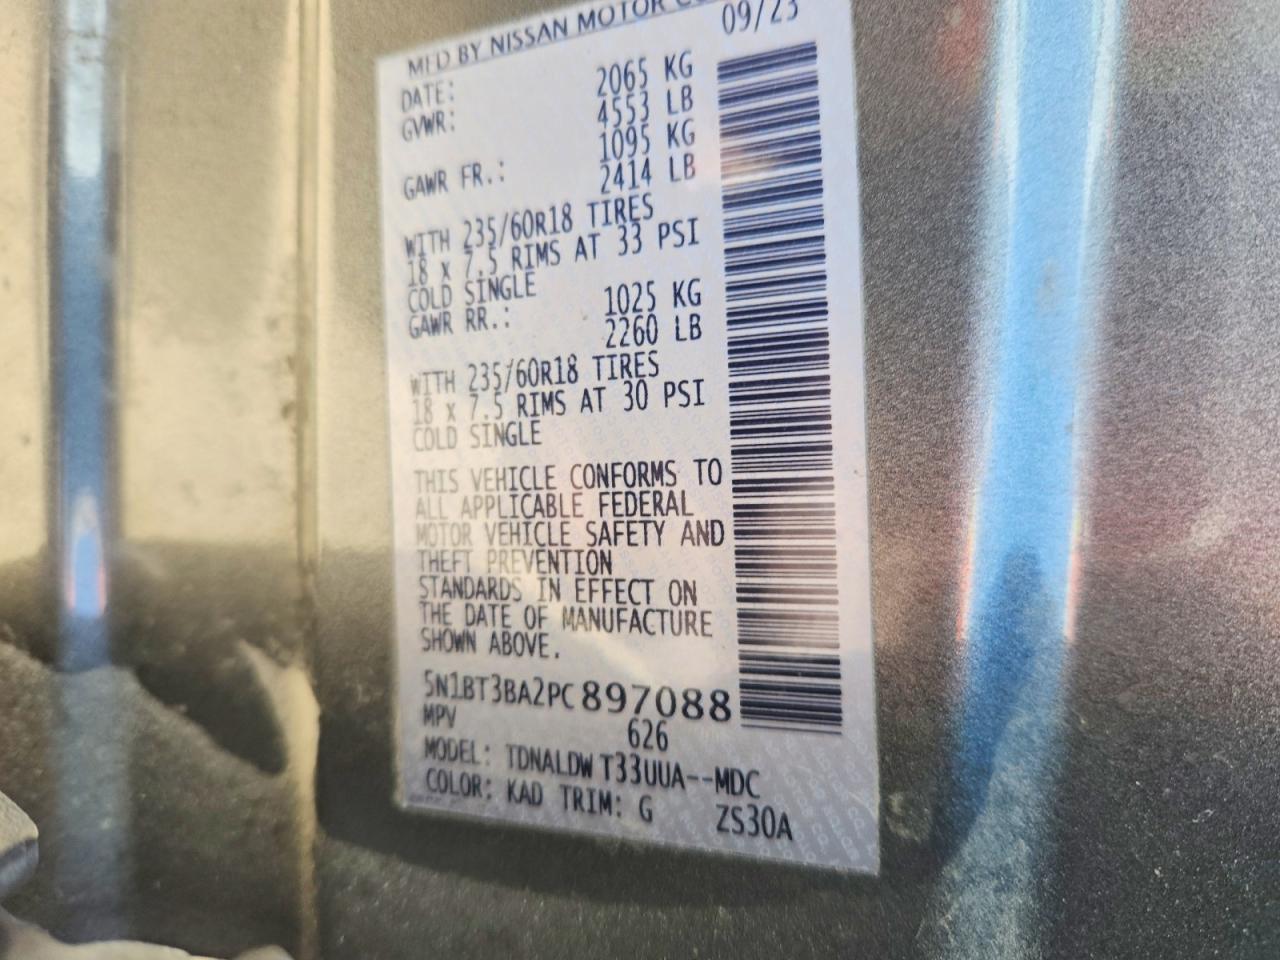 MFD BY NISSAN MOTOR CO
DATE: 09/23
GVWR: 2065 KG
4553 LB
GAWR FR.: 1095 KG
2414 LB
WITH 235/60R18 TIRES
18 x 7.5 RIMS AT 33 PSI
COLD SINGLE
GAWR RR.: 1025 KG
2260 LB
WITH 235/60R18 TIRES
18 x 7.5 RIMS AT 30 PSI
COLD SINGLE
THIS VEHICLE CONFORMS TO
ALL APPLICABLE FEDERAL
MOTOR VEHICLE SAFETY AND
THEFT PREVENTION
STANDARDS IN EFFECT ON
THE DATE OF MANUFACTURE
SHOWN ABOVE.
5N1BT3BA2PC897088
MPV 626
MODEL: TDNALDW T33UUA--MDC
COLOR: KAD TRIM: G ZS30A